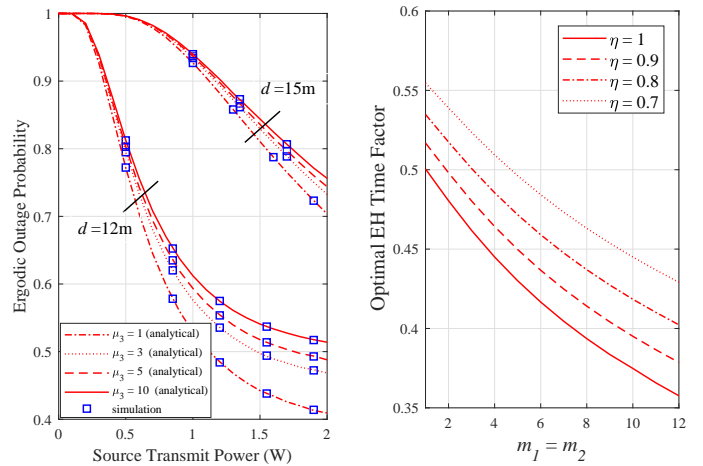 1
0.9
0.8
0.7
0.6
0.5
0.4
Ergodic Outage Probability
d = 15m
d = 12m
μ3 = 1 (analytical)
μ3 = 3 (analytical)
μ3 = 5 (analytical)
μ3 = 10 (analytical)
simulation
0 0.5 1 1.5 2
Source Transmit Power (W)
0.6
0.55
0.5
0.45
0.4
0.35
Optimal EH Time Factor
η = 1
η = 0.9
η = 0.8
η = 0.7
2 4 6 8 10 12
m1 = m2